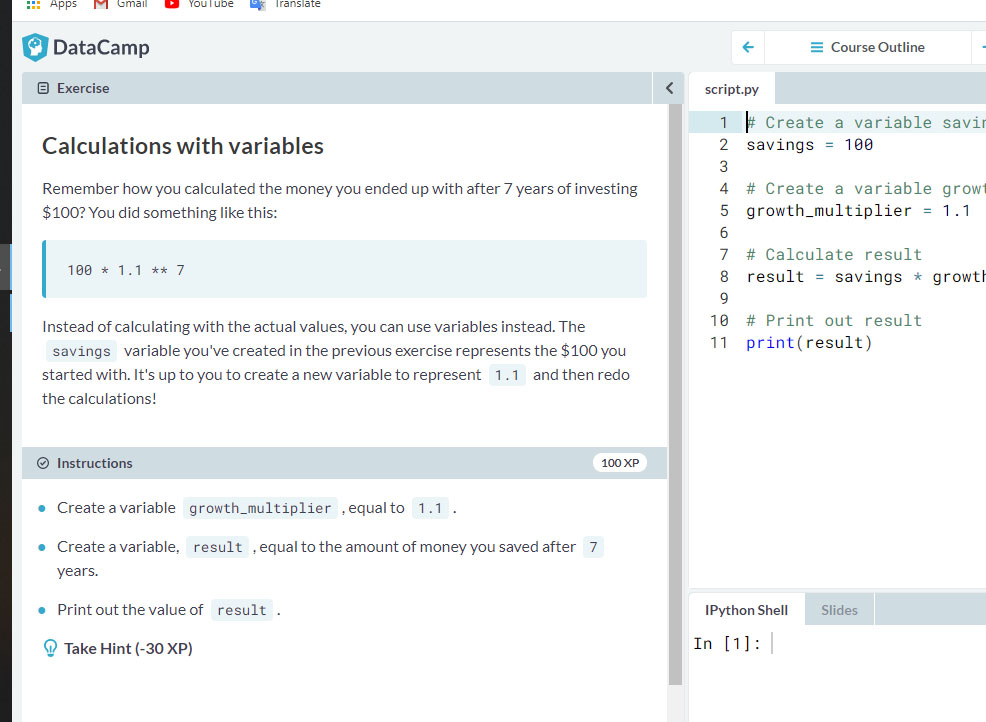 Apps Gmail YouTube Translate
DataCamp
Course Outline
Exercise
script.py
Calculations with variables
Remember how you calculated the money you ended up with after 7 years of investing
$100? You did something like this:
100 * 1.1 ** 7
Instead of calculating with the actual values, you can use variables instead. The
savings variable you've created in the previous exercise represents the $100 you
started with. It's up to you to create a new variable to represent 1.1 and then redo
the calculations!
Instructions 100 XP
Create a variable growth_multiplier , equal to 1.1 .
Create a variable, result , equal to the amount of money you saved after 7
years.
Print out the value of result .
Take Hint (-30 XP)
1 # Create a variable savin
2 savings = 100
3
4 # Create a variable growt
5 growth_multiplier = 1.1
6
7 # Calculate result
8 result = savings * growth
9
10 # Print out result
11 print(result)
IPython Shell Slides
In [1]: